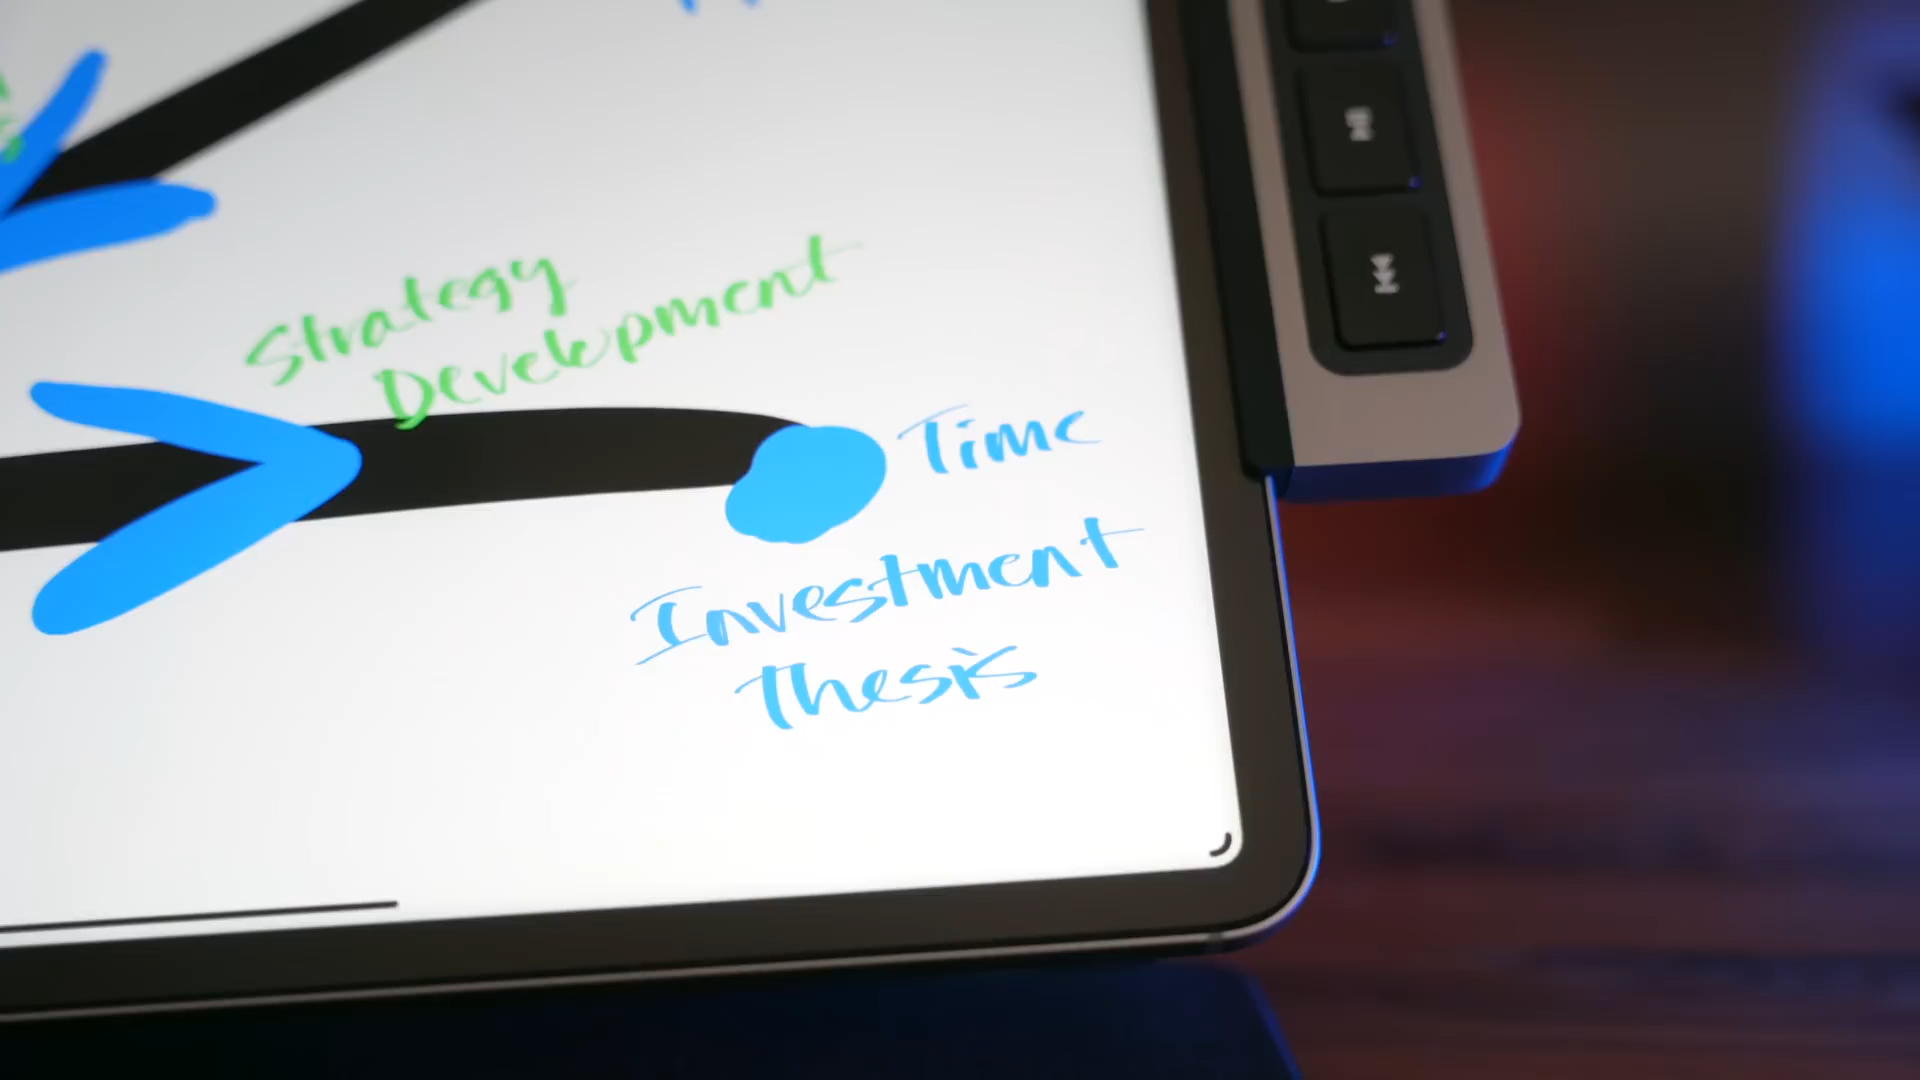 Strategy
Development
Time
Investment
thesis